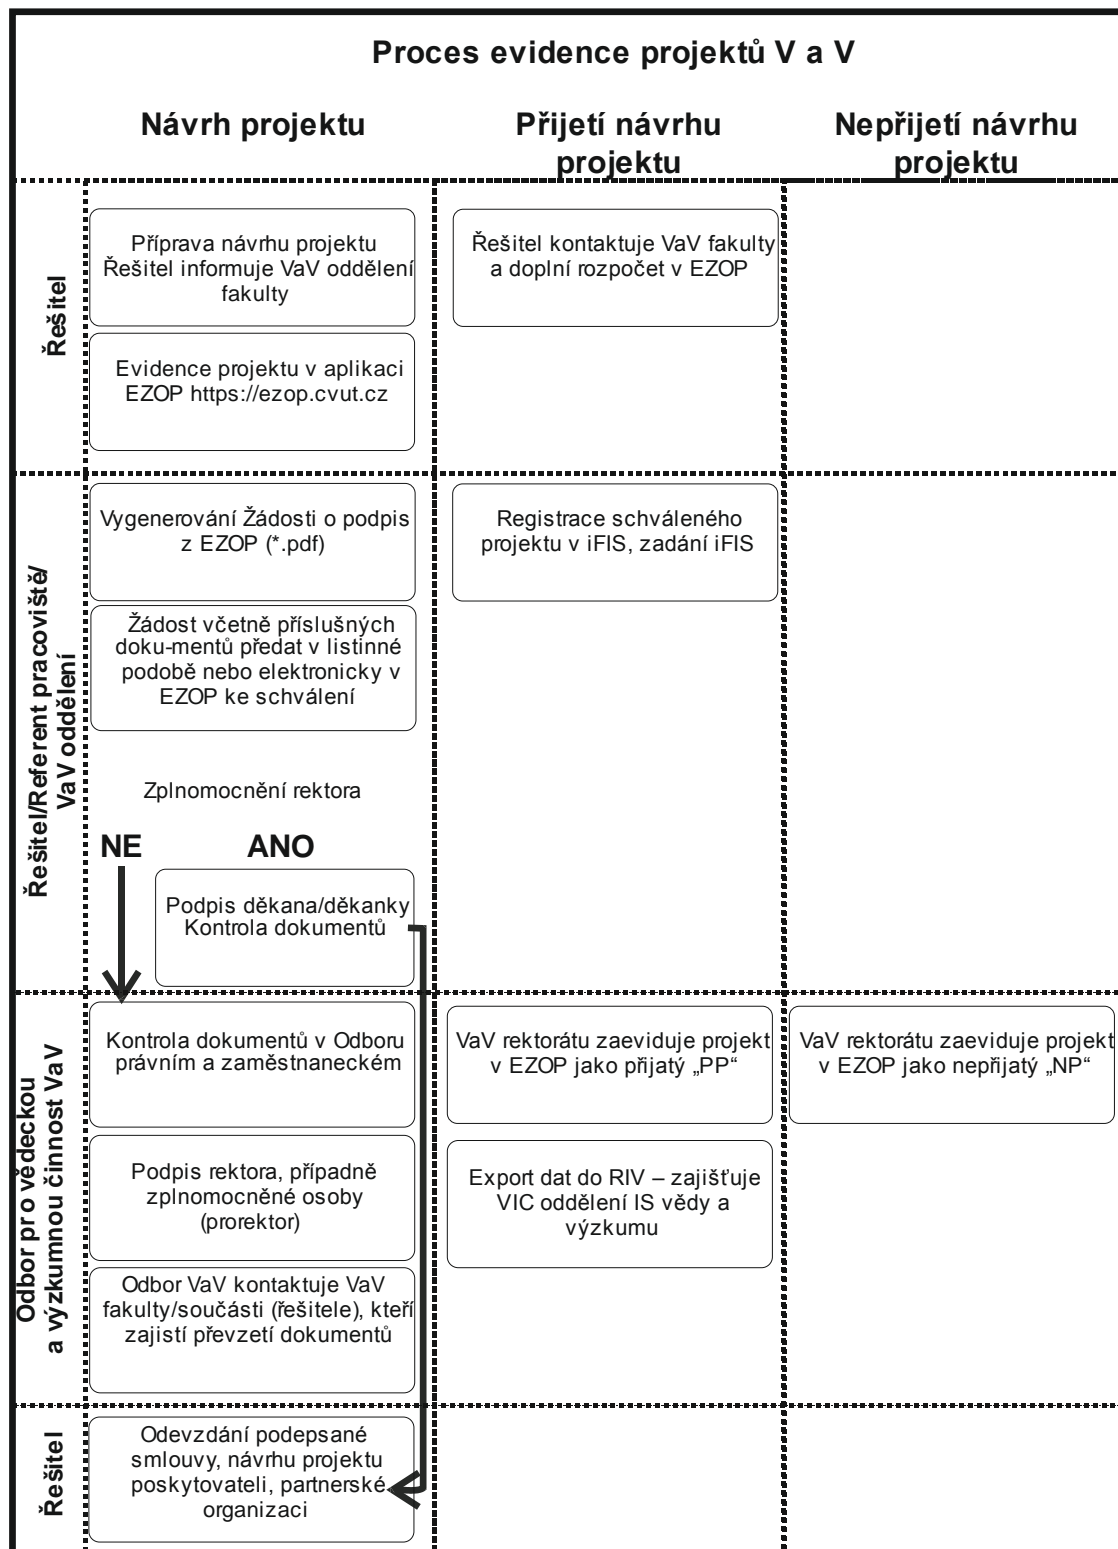 Proces evidence projektů V a V
Návrh projektu
Přijetí návrhu
projektu
Nepřijetí návrhu
projektu
Řešitel
Příprava návrhu projektu
Řešitel informuje VaV oddělení
fakulty
Řešitel kontaktuje VaV fakulty
a doplní rozpočet v EZOP
Evidence projektu v aplikaci
EZOP https://ezop.cvut.cz
Řešitel/Referent pracoviště/
VaV oddělení
Vygenerování Žádosti o podpis
z EZOP (*.pdf)
Registrace schváleného
projektu v iFIS, zadání iFIS
Žádost včetně příslušných
doku-mentů předat v listinné
podobě nebo elektronicky v
EZOP ke schválení
Zplnomocnění rektora
NE ANO
Podpis děkana/děkanky
Kontrola dokumentů
Odbor pro vědeckou
a výzkumnou činnost VaV
Kontrola dokumentů v Odboru
právním a zaměstnaneckém
VaV rektorátu zaeviduje projekt
v EZOP jako přijatý „PP“
VaV rektorátu zaeviduje projekt
v EZOP jako nepřijatý „NP“
Podpis rektora, případně
zplnomocněné osoby
(prorektor)
Export dat do RIV – zajišťuje
VIC oddělení IS vědy a
výzkumu
Odbor VaV kontaktuje VaV
fakulty/součásti (řešitele), kteří
zajistí převzetí dokumentů
Řešitel
Odevzdání podepsané
smlouvy, návrhu projektu
poskytovateli, partnerské
organizaci